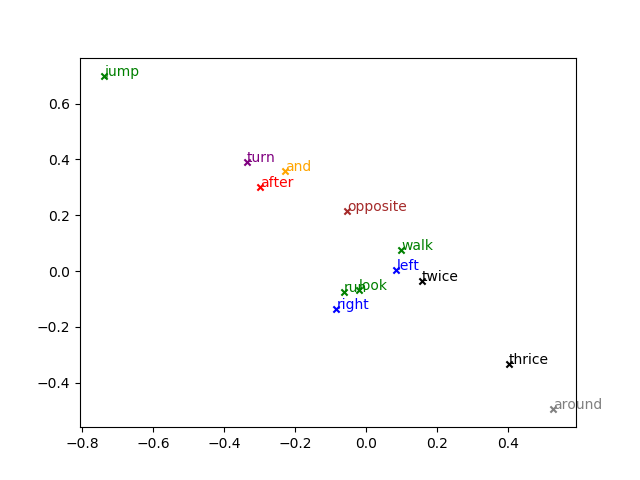 jump
0.6
turn
and
0.4
after
opposite
0.2
walk
left
0.0
twice
run
look
right
−0.2
thrice
−0.4
around
−0.8
−0.6
−0.4
−0.2
0.0
0.2
0.4